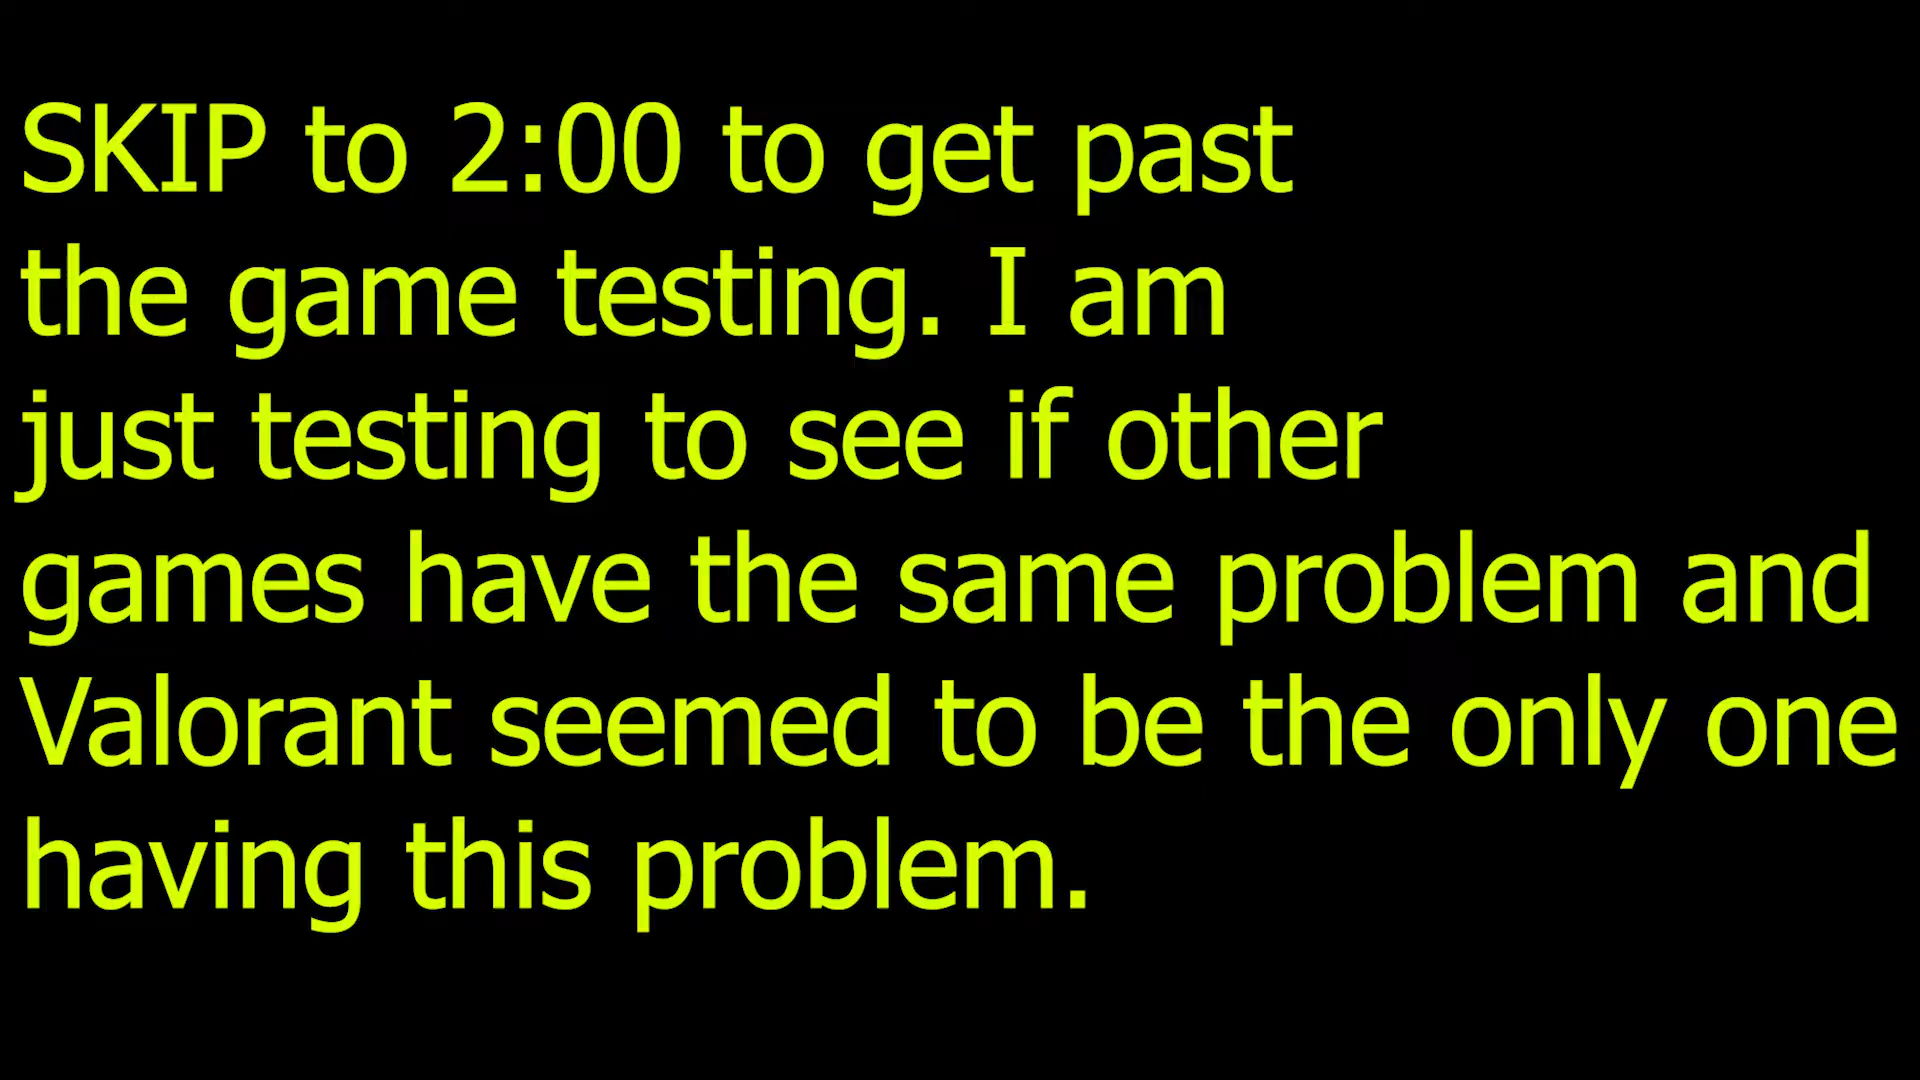 SKIP to 2:00 to get past
the game testing. I am
just testing to see if other
games have the same problem and
Valorant seemed to be the only one
having this problem.